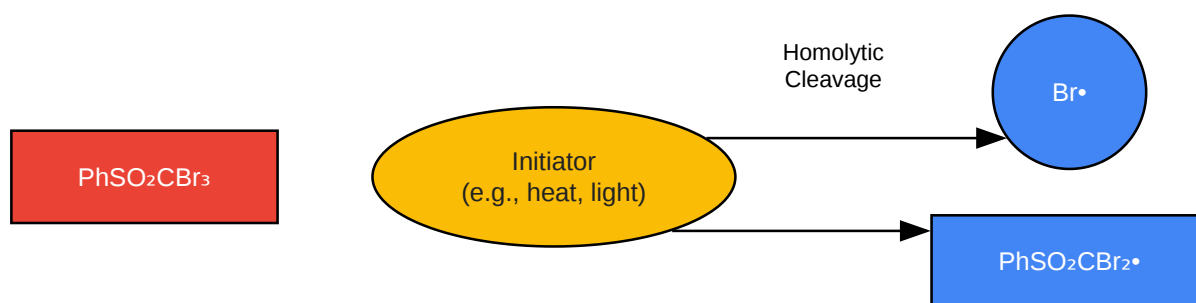 PhSO₂CBr₃
Initiator
(e.g., heat, light)
Homolytic
Cleavage
Br•
PhSO₂CBr₂•